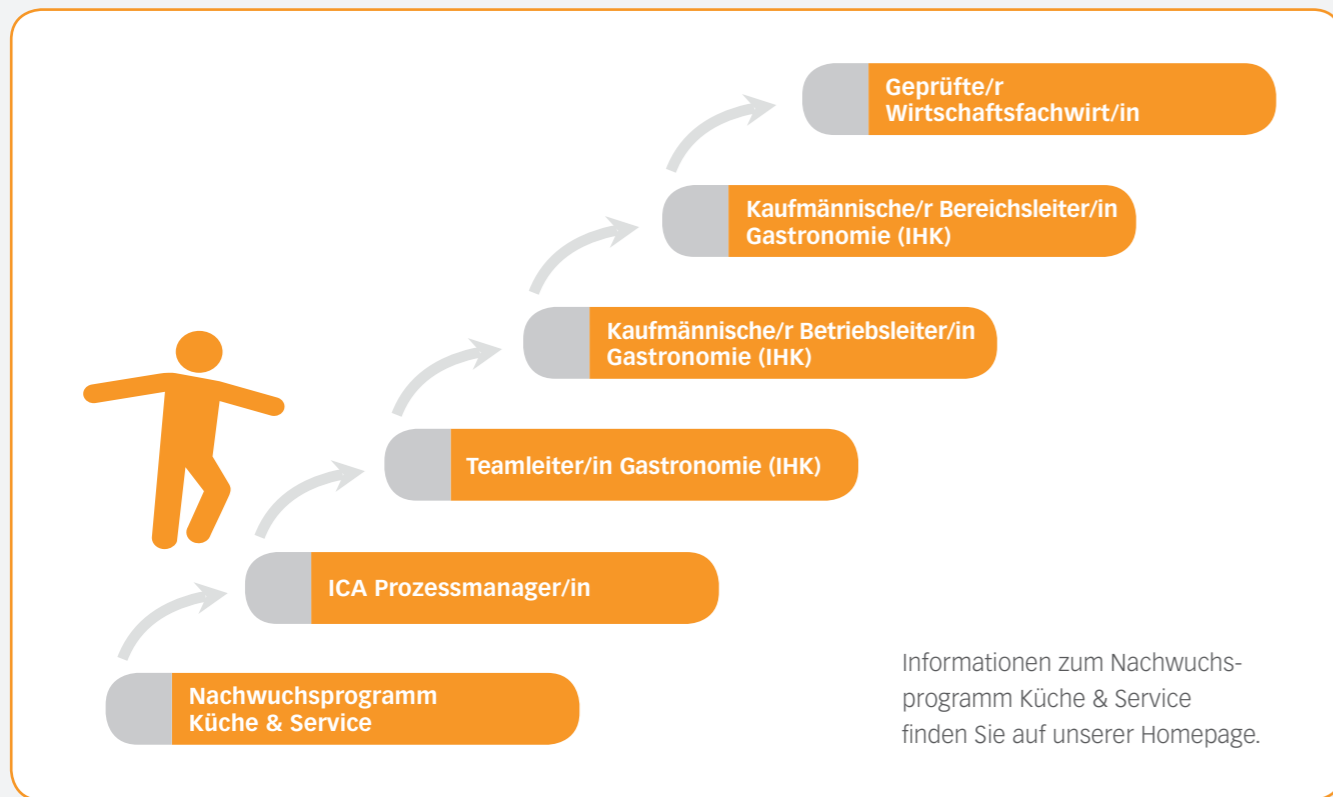 Geprüfte/r
Wirtschaftsfachwirt/in
Kaufmännische/r Bereichsleiter/in
Gastronomie (IHK)
Kaufmännische/r Betriebsleiter/in
Gastronomie (IHK)
Teamleiter/in Gastronomie (IHK)
ICA Prozessmanager/in
Nachwuchsprogramm
Küche & Service
Informationen zum Nachwuchs-
programm Küche & Service
finden Sie auf unserer Homepage.